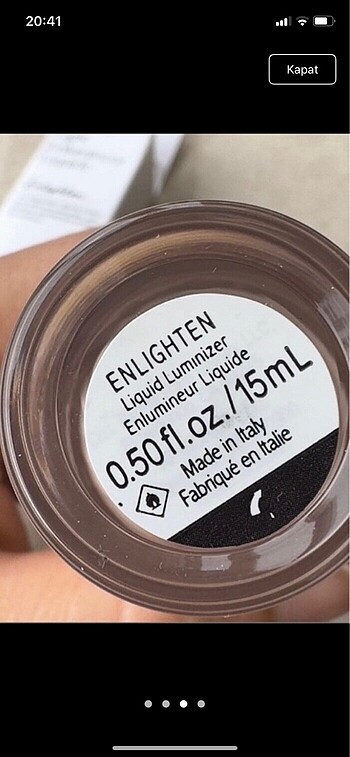 20:41
Kapat
ENLIGHTEN
Liquid Luminizer
Enlumineur Liquide
0.50 fl.oz./15mL
Made in Italy
Fabriqué en Italie